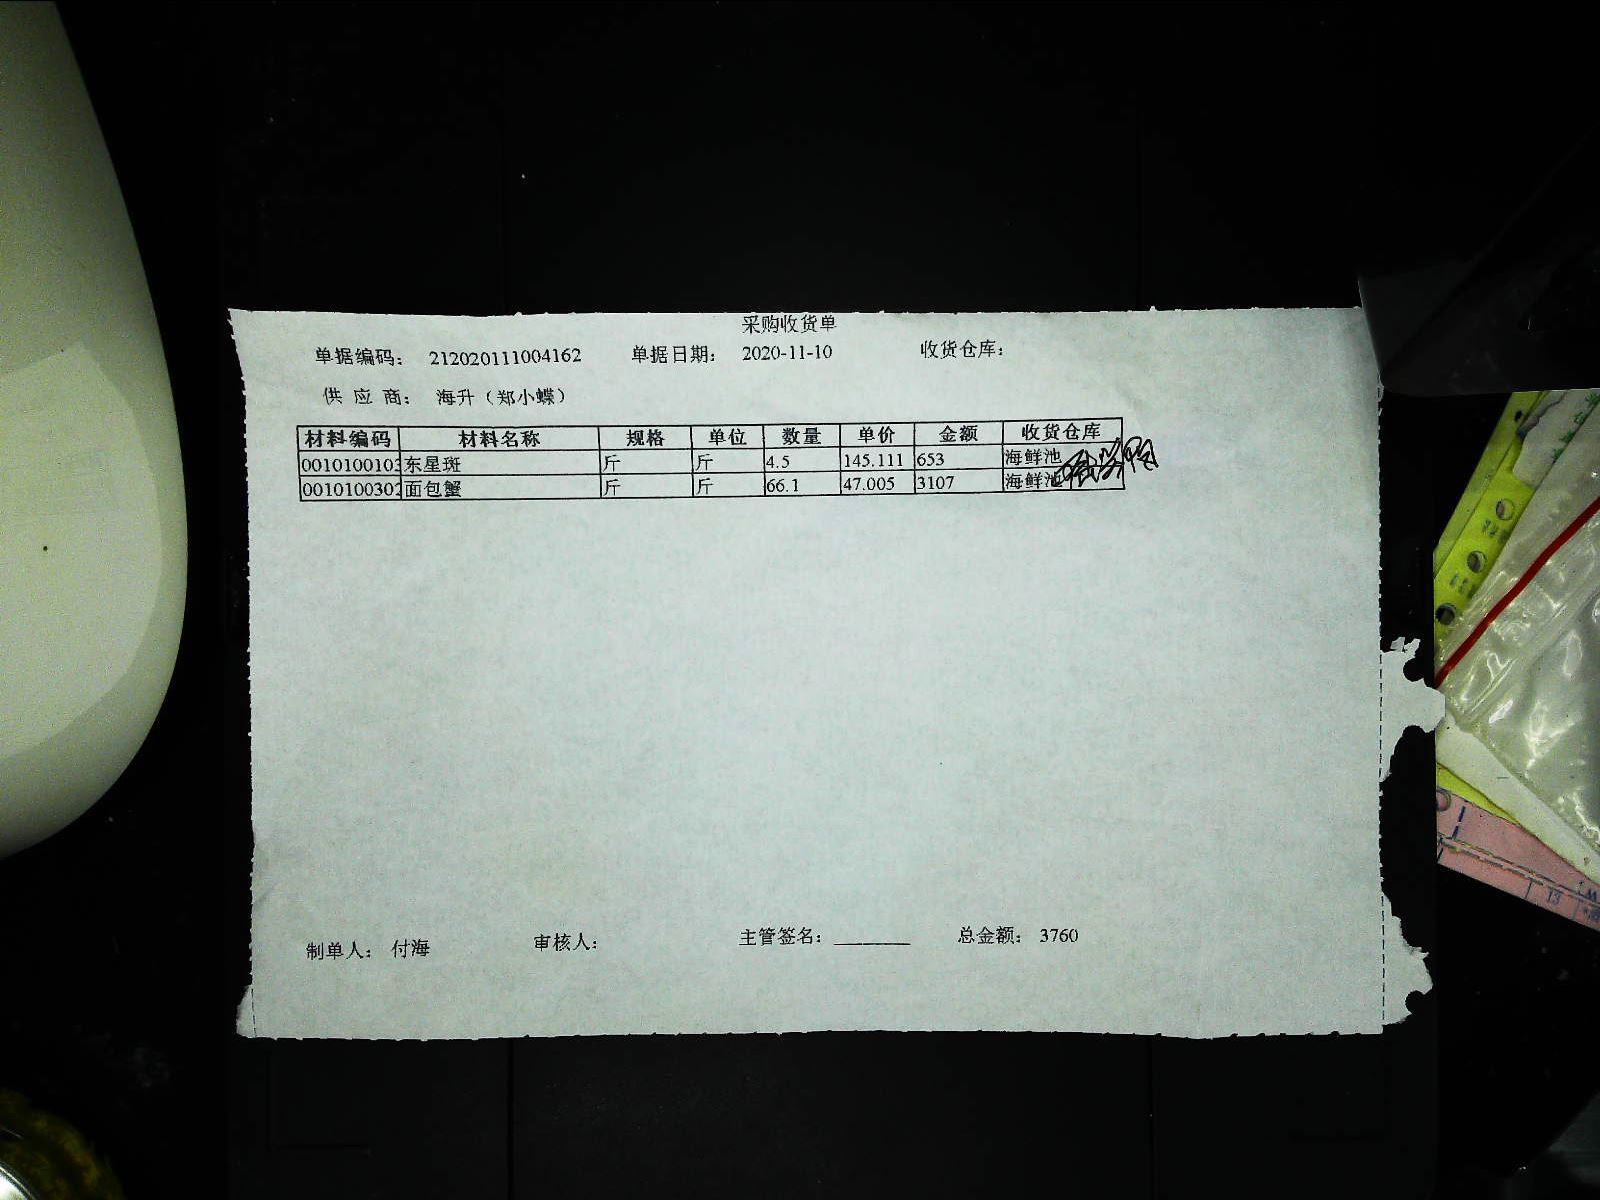 采购收货单
单据编码： 212020111004162 单据日期： 2020-11-10 收货仓库：
供 应 商： 海升（郑小蝶）
材料编码 材料名称 规格 单位 数量 单价 金额 收货仓库
0010100103 东星斑 斤 斤 4.5 145.111 653 海鲜池
0010100302 面包蟹 斤 斤 66.1 47.005 3107 海鲜池
制单人： 付海 审核人： 主管签名： ________ 总金额： 3760